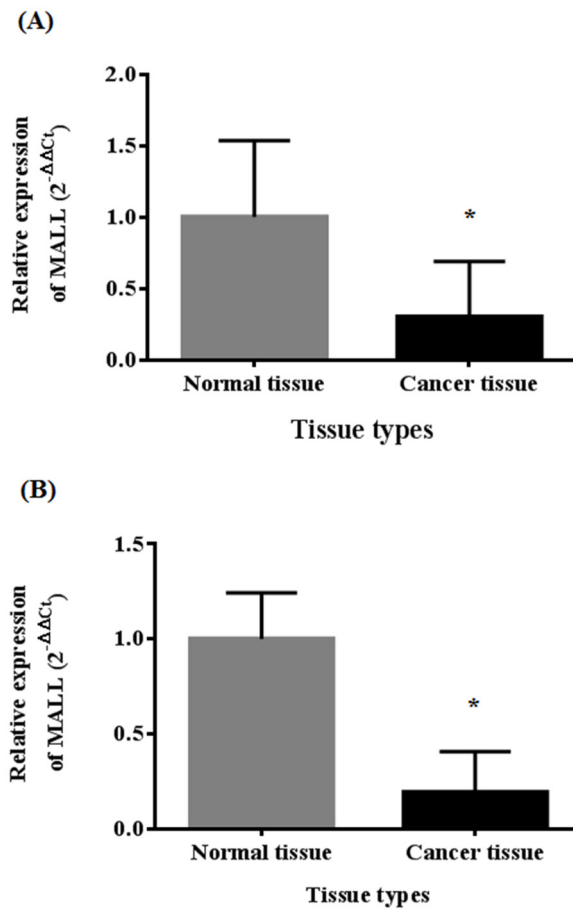 (A)
Relative expression
of MALL (2^-ΔΔCt)
2.0
1.5
1.0
0.5
0.0
*
Normal tissue Cancer tissue
Tissue types
(B)
Relative expression
of MALL (2^-ΔΔCt)
1.5
1.0
0.5
0.0
*
Normal tissue Cancer tissue
Tissue types